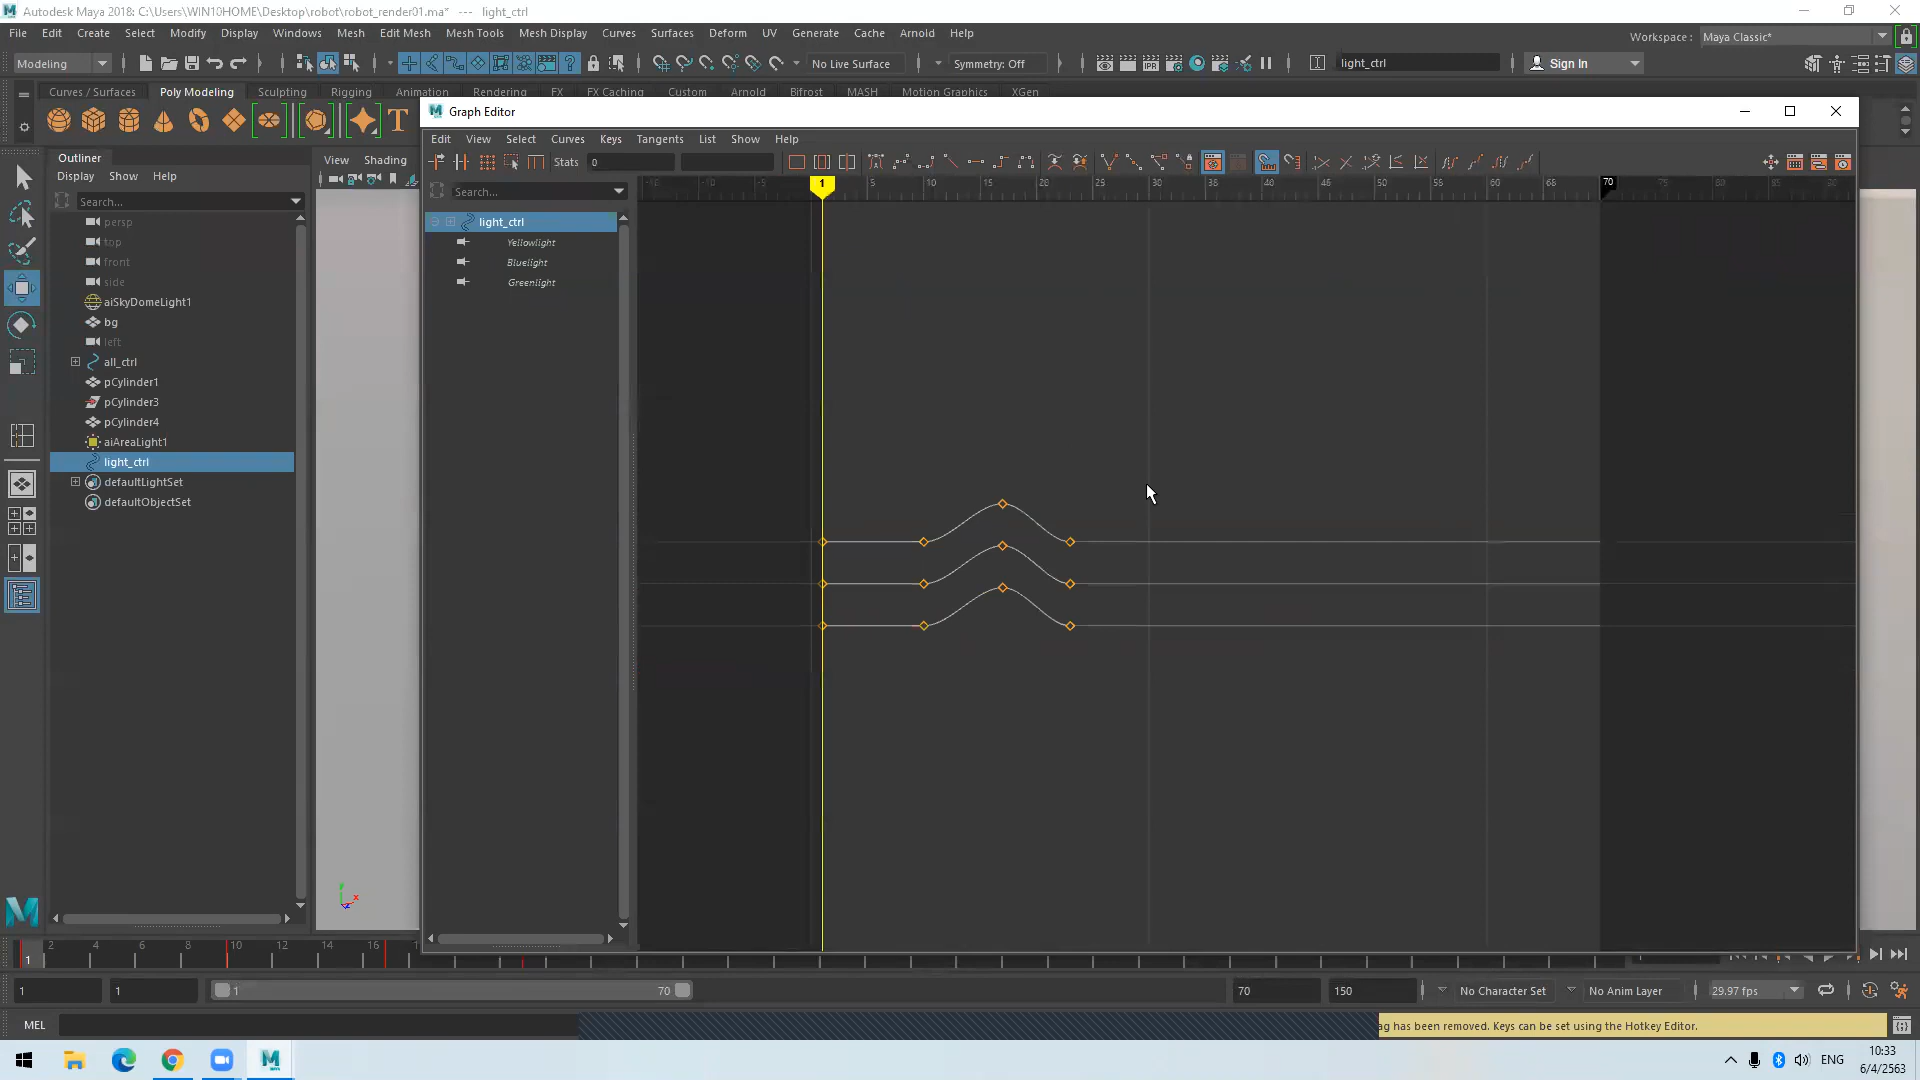 Autodesk Maya 2018: C:\Users\WIN10HOME\Desktop\robot\robot_render01.ma* --- light_ctrl
File Edit Create Select Modify Display Windows Mesh Edit Mesh Mesh Tools Mesh Display Curves Surfaces Deform UV Generate Cache Arnold Help
Workspace : Maya Classic*
Modeling No Live Surface Symmetry: Off light_ctrl Sign In
Curves / Surfaces Poly Modeling Sculpting Rigging Animation Rendering FX FX Caching Custom Arnold Bifrost MASH Motion Graphics XGen
Graph Editor
Edit View Select Curves Keys Tangents List Show Help
Stats 0
Outliner
Display Show Help
Search...
View Shading
Search...
1 5 10 15 20 25 30 35 40 45 50 55 60 65 70
light_ctrl
Yellowlight
Bluelight
Greenlight
persp
top
front
side
aiSkyDomeLight1
bg
left
all_ctrl
pCylinder1
pCylinder3
pCylinder4
aiAreaLight1
light_ctrl
defaultLightSet
defaultObjectSet
2 4 6 8 10 12 14 16
1
1 1 1 70 70 150 No Character Set No Anim Layer 29.97 fps
MEL
ag has been removed. Keys can be set using the Hotkey Editor.
ENG
10:33
6/4/2563